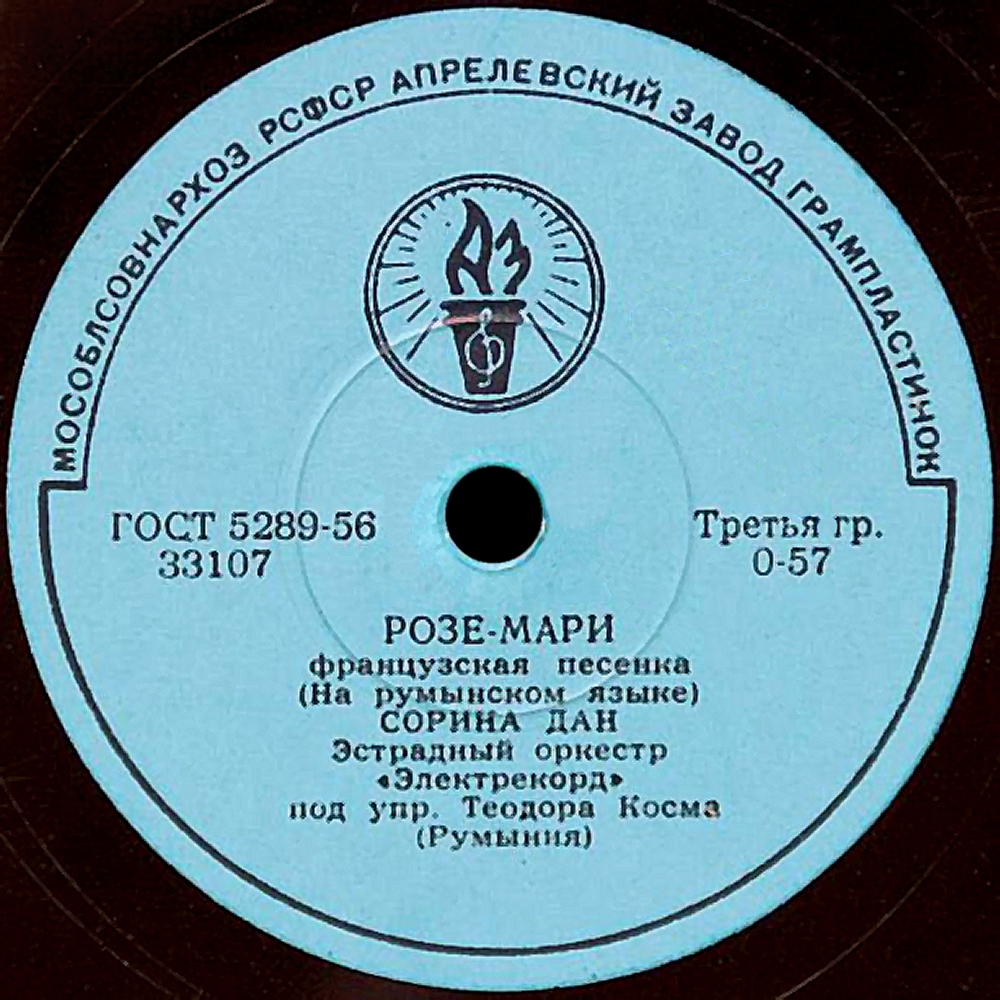 МОСОБЛСОВНАРХОЗ РСФСР АПРЕЛЕВСКИЙ ЗАВОД ГРАМПЛАСТИНОК
АЗ
ГОСТ 5289-56
33107
Третья гр.
0-57
РОЗЕ-МАРИ
французская песенка
(На румынском языке)
СОРИНА ДАН
Эстрадный оркестр
«Электрекорд»
под упр. Теодора Косма
(Румыния)